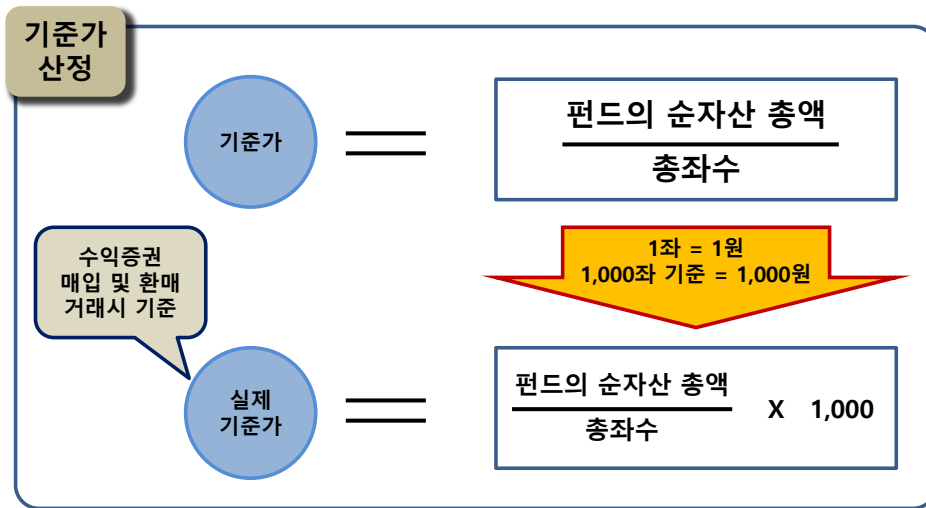 기준가
산정
기준가
펀드의 순자산 총액
총좌수
1좌 = 1원
1,000좌 기준 = 1,000원
수익증권
매입 및 환매
거래시 기준
실제
기준가
펀드의 순자산 총액
총좌수
X 1,000